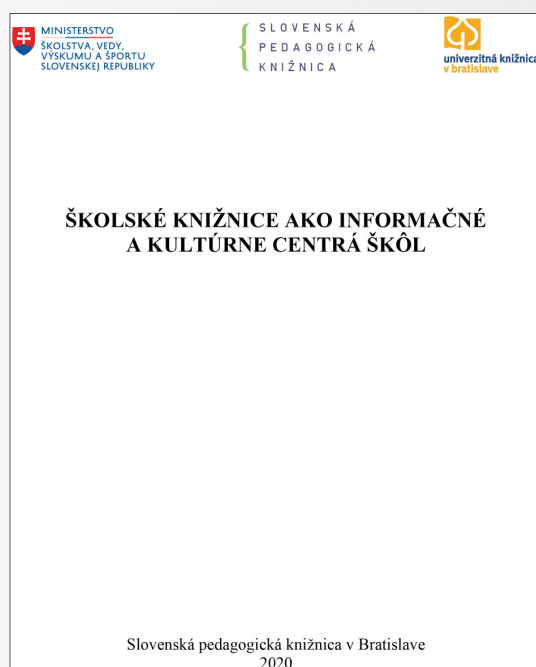 MINISTERSTVO
ŠKOLSTVA, VEDY,
VÝSKUMU A ŠPORTU
SLOVENSKEJ REPUBLIKY
SLOVENSKÁ
PEDAGOGICKÁ
KNIŽNICA
univerzitná knižnica
v bratislave
ŠKOLSKÉ KNIŽNICE AKO INFORMAČNÉ
A KULTÚRNE CENTRÁ ŠKÔL
Slovenská pedagogická knižnica v Bratislave
2020